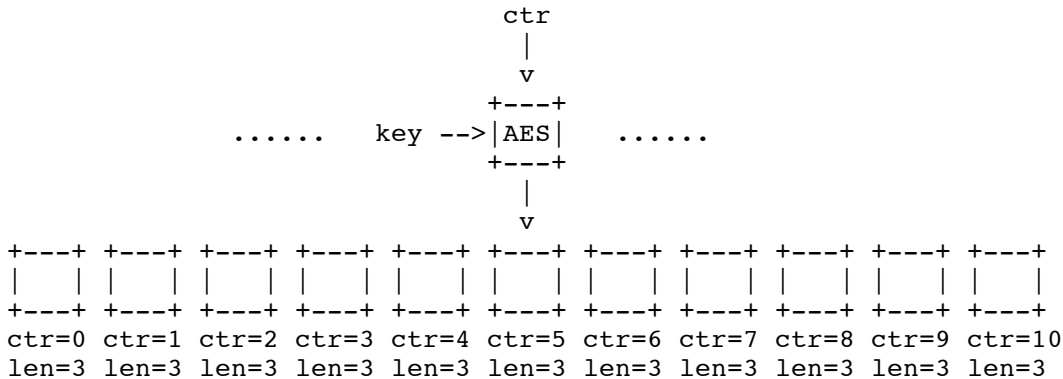 ctr
|
v
+---+
...... key -->|AES| ......
+---+
|
v
+---+ +---+ +---+ +---+ +---+ +---+ +---+ +---+ +---+ +---+ +---+
|   | |   | |   | |   | |   | |   | |   | |   | |   | |   | |   |
+---+ +---+ +---+ +---+ +---+ +---+ +---+ +---+ +---+ +---+ +---+
ctr=0 ctr=1 ctr=2 ctr=3 ctr=4 ctr=5 ctr=6 ctr=7 ctr=8 ctr=9 ctr=10
len=3 len=3 len=3 len=3 len=3 len=3 len=3 len=3 len=3 len=3 len=3